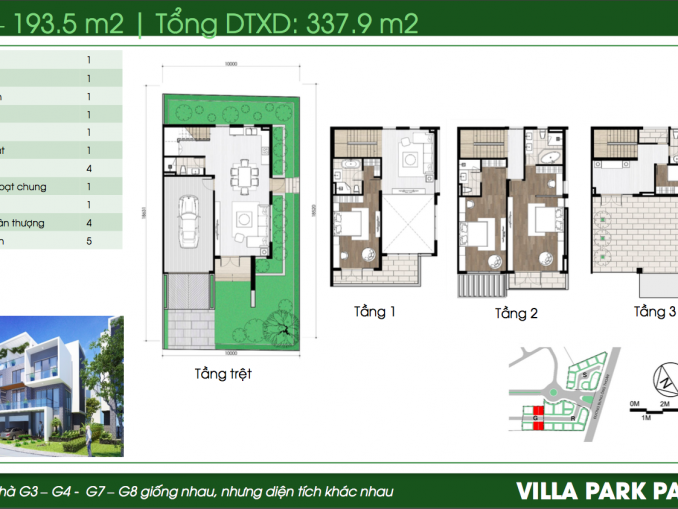 – 193.5 m2 | Tổng DTXD: 337.9 m2
1
1
1
1
1
1
4
oạt chung 1
1
ân thượng 4
5
10000
10000
Tầng trệt
Tầng 1
Tầng 2
Tầng 3
S
G
R
N
0M 2M
1M
hà G3 – G4 - G7 – G8 giống nhau, nhưng diện tích khác nhau
VILLA PARK PA